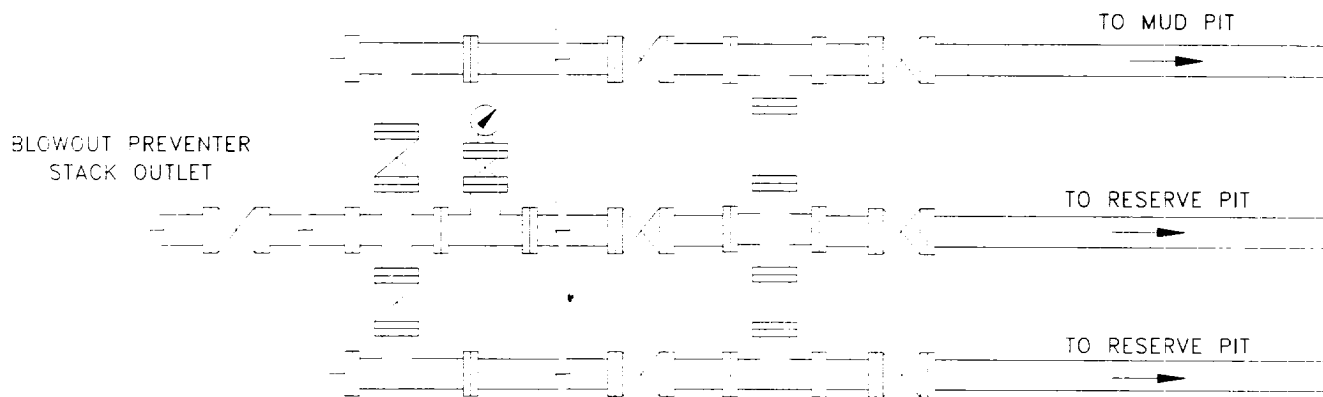 TO MUD PIT
BLOWOUT PREVENTER
STACK OUTLET
TO RESERVE PIT
TO RESERVE PIT